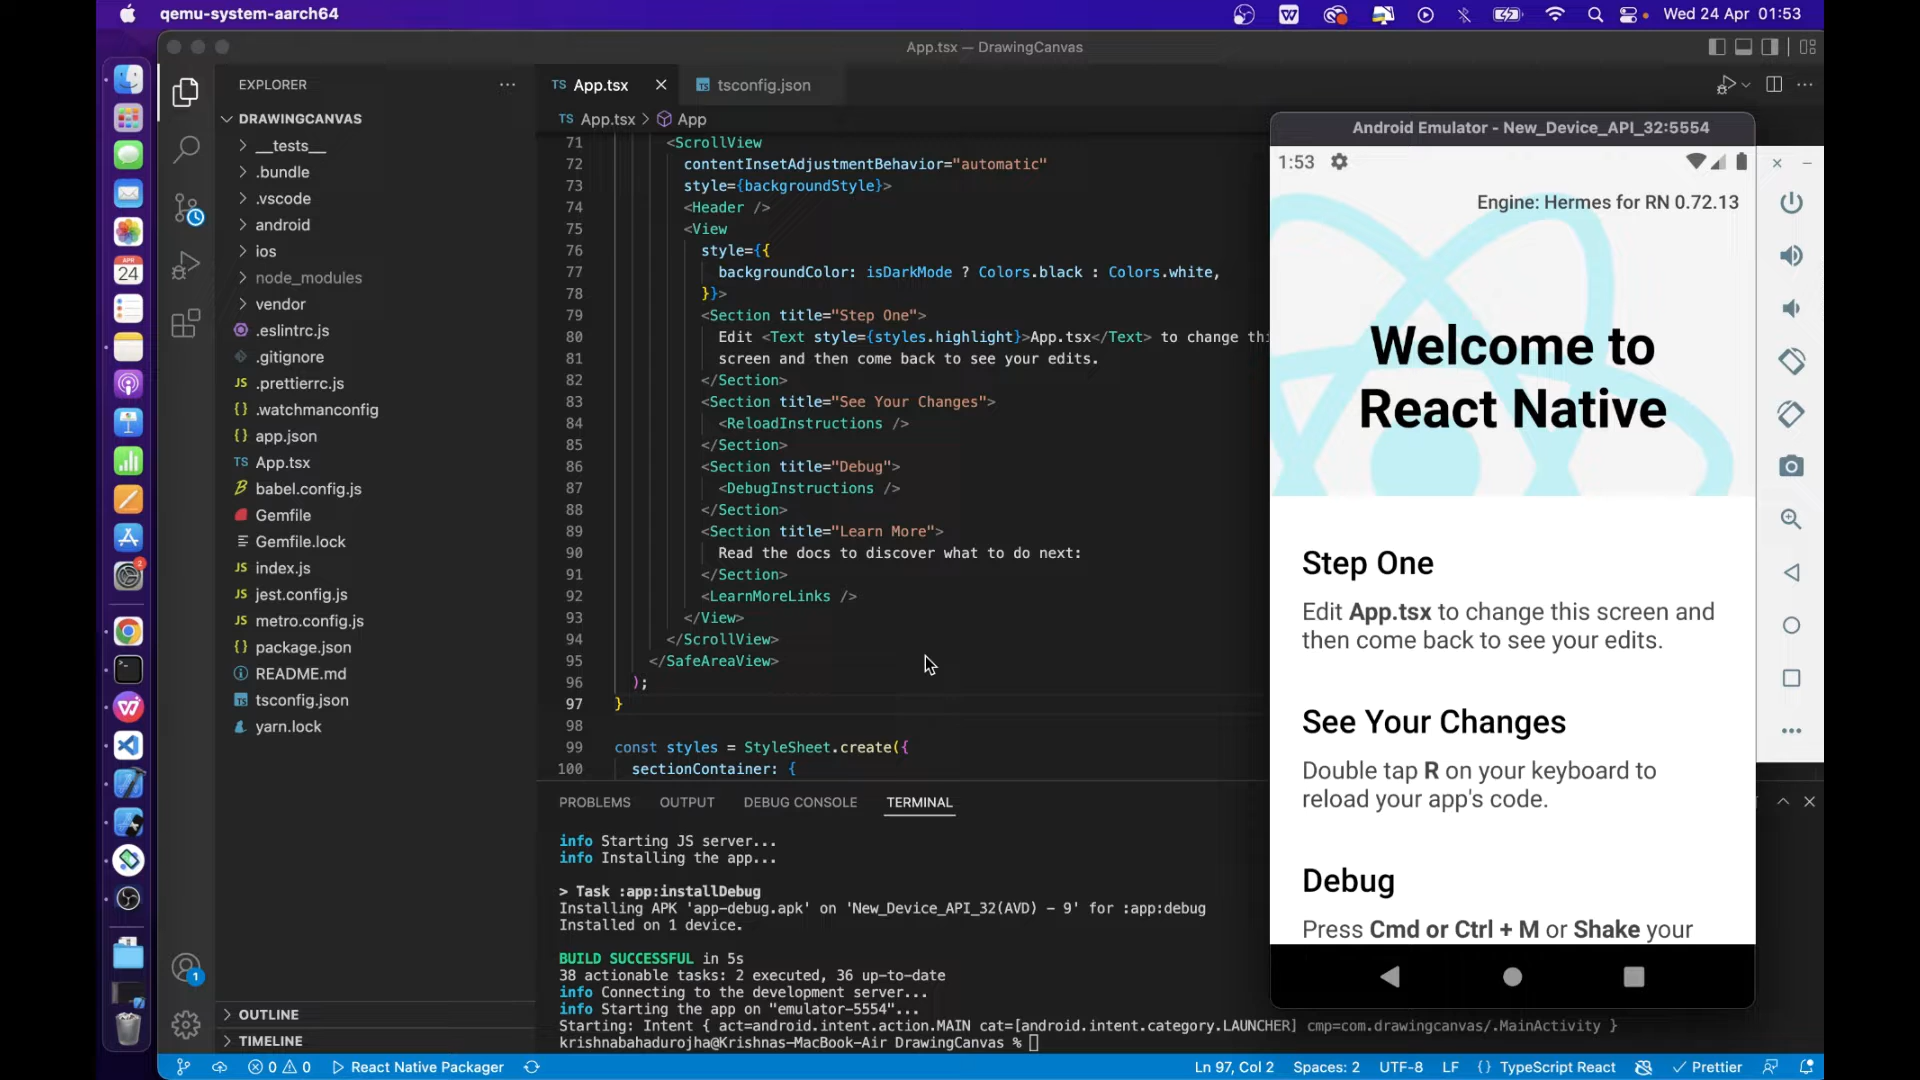 qemu-system-aarch64
Wed 24 Apr 01:53
App.tsx — DrawingCanvas
EXPLORER
DRAWINGCANVAS
__tests__
.bundle
.vscode
android
ios
node_modules
vendor
.eslintrc.js
.gitignore
JS .prettierrc.js
{} .watchmanconfig
{} app.json
TS App.tsx
babel.config.js
Gemfile
Gemfile.lock
JS index.js
JS jest.config.js
JS metro.config.js
{} package.json
README.md
TS tsconfig.json
yarn.lock
OUTLINE
TIMELINE
APR
24
2
1
TS App.tsx
TS tsconfig.json
TS App.tsx > App
71 <ScrollView
72 contentInsetAdjustmentBehavior="automatic"
73 style={backgroundStyle}>
74 <Header />
75 <View
76 style={{
77 backgroundColor: isDarkMode ? Colors.black : Colors.white,
78 }}>
79 <Section title="Step One">
80 Edit <Text style={styles.highlight}>App.tsx</Text> to change thi
81 screen and then come back to see your edits.
82 </Section>
83 <Section title="See Your Changes">
84 <ReloadInstructions />
85 </Section>
86 <Section title="Debug">
87 <DebugInstructions />
88 </Section>
89 <Section title="Learn More">
90 Read the docs to discover what to do next:
91 </Section>
92 <LearnMoreLinks />
93 </View>
94 </ScrollView>
95 </SafeAreaView>
96 );
97 }
98
99 const styles = StyleSheet.create({
100 sectionContainer: {
PROBLEMS OUTPUT DEBUG CONSOLE TERMINAL
info Starting JS server...
info Installing the app...
> Task :app:installDebug
Installing APK 'app-debug.apk' on 'New_Device_API_32(AVD) - 9' for :app:debug
Installed on 1 device.
BUILD SUCCESSFUL in 5s
38 actionable tasks: 2 executed, 36 up-to-date
info Connecting to the development server...
info Starting the app on "emulator-5554"...
Starting: Intent { act=android.intent.action.MAIN cat=[android.intent.category.LAUNCHER] cmp=com.drawingcanvas/.MainActivity }
krishnabahadurojha@Krishnas-MacBook-Air DrawingCanvas %
Android Emulator - New_Device_API_32:5554
1:53
Engine: Hermes for RN 0.72.13
Welcome to
React Native
Step One
Edit App.tsx to change this screen and
then come back to see your edits.
See Your Changes
Double tap R on your keyboard to
reload your app's code.
Debug
Press Cmd or Ctrl + M or Shake your
0 0 React Native Packager
Ln 97, Col 2 Spaces: 2 UTF-8 LF {} TypeScript React Prettier